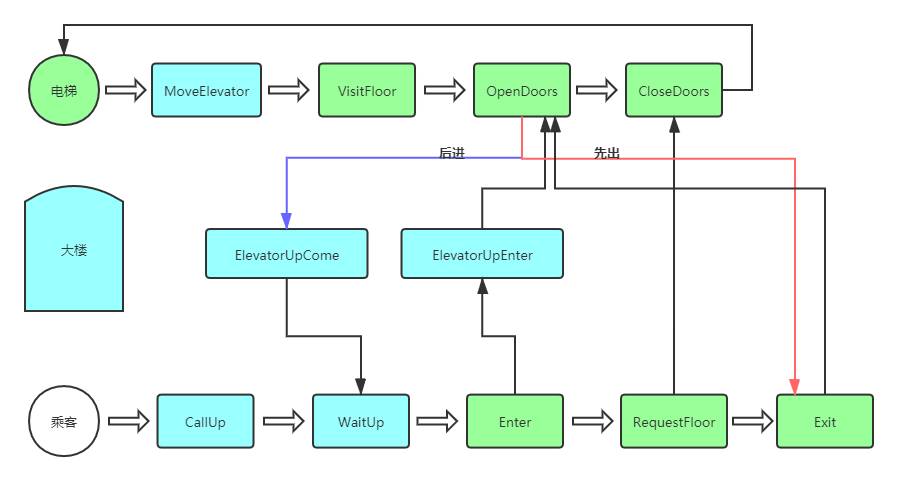 电梯
MoveElevator
VisitFloor
OpenDoors
CloseDoors
后进
先出
大楼
ElevatorUpCome
ElevatorUpEnter
乘客
CallUp
WaitUp
Enter
RequestFloor
Exit